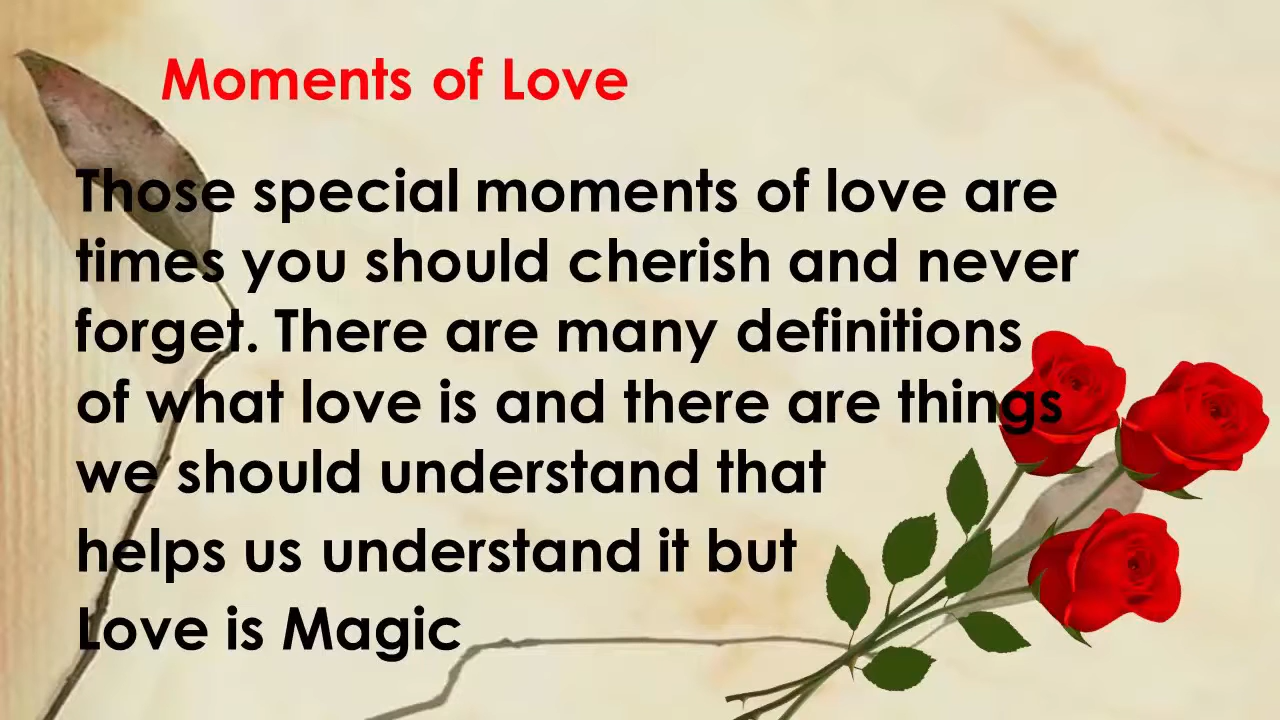 Moments of Love
Those special moments of love are
times you should cherish and never
forget. There are many definitions
of what love is and there are things
we should understand that
helps us understand it but
Love is Magic